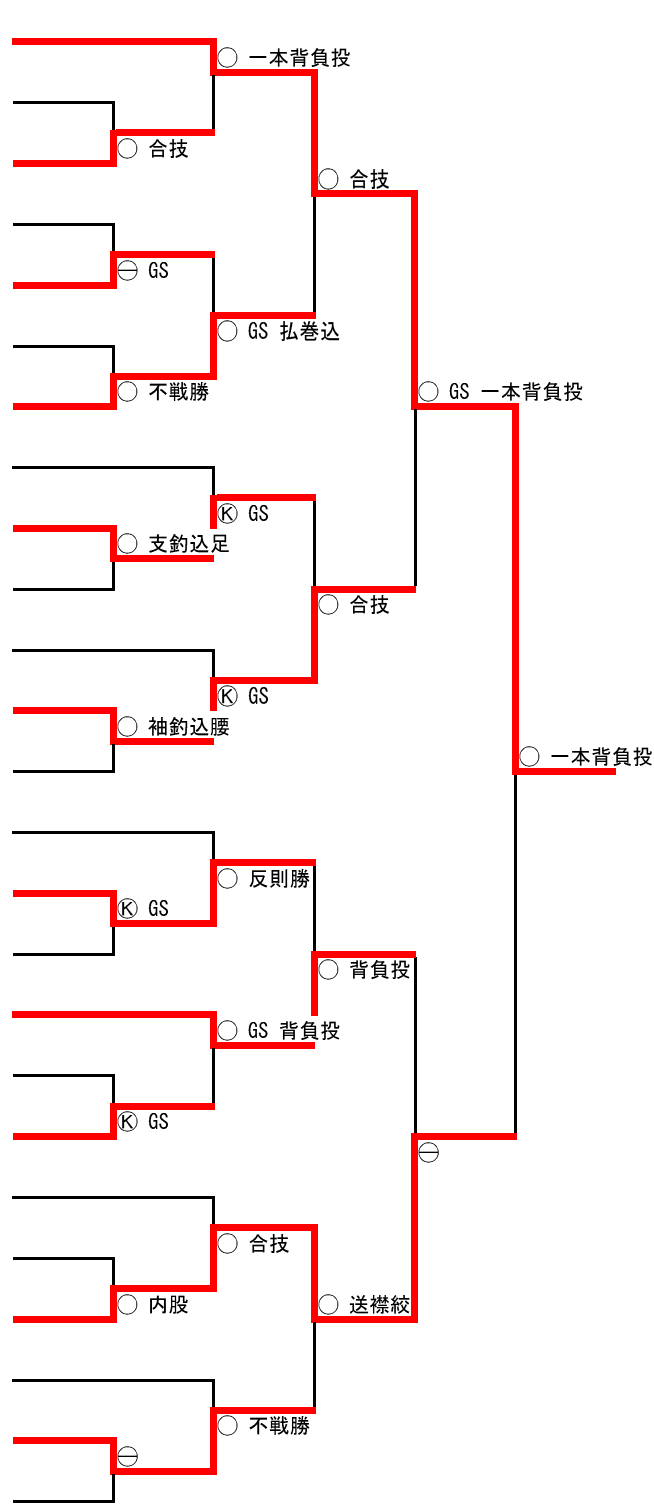 ○ 一本背負投
○ 合技
○ 合技
⊖ GS
○ GS 払巻込
○ 不戦勝
○ GS 一本背負投
Ⓚ GS
○ 支釣込足
○ 合技
Ⓚ GS
○ 袖釣込腰
○ 一本背負投
○ 反則勝
Ⓚ GS
○ 背負投
○ GS 背負投
Ⓚ GS
⊖
○ 合技
○ 内股
○ 送襟絞
○ 不戦勝
⊖